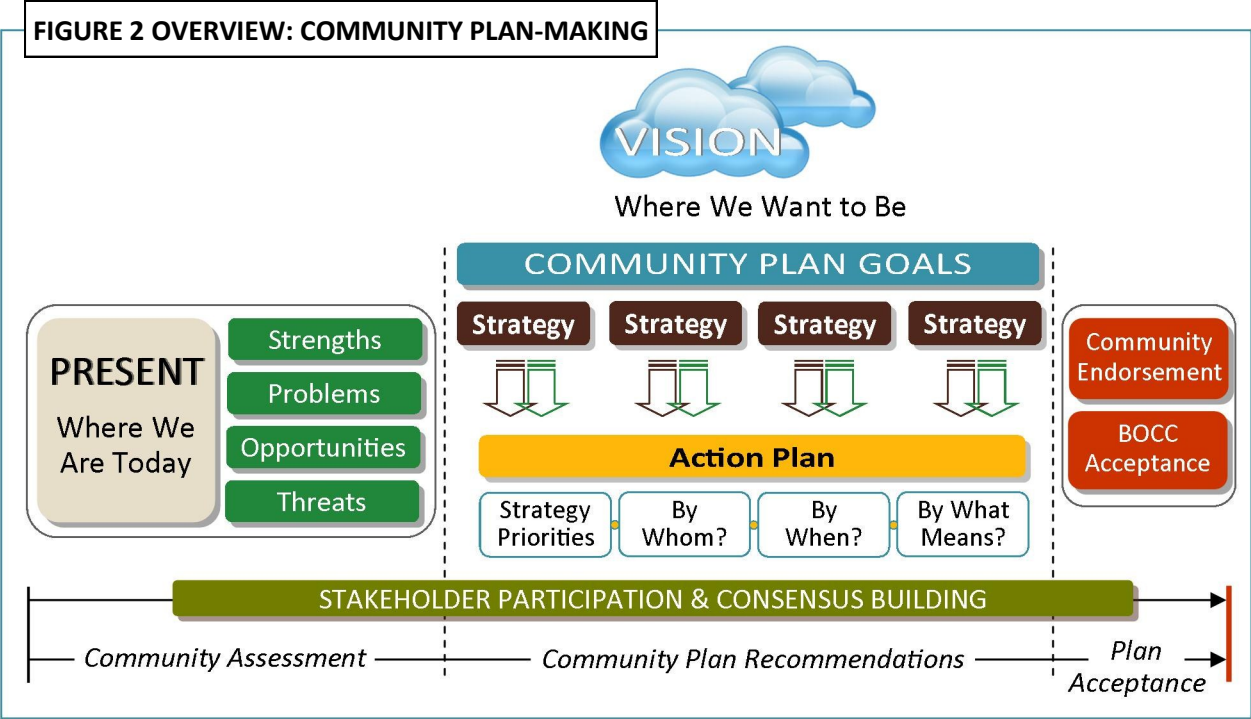 FIGURE 2 OVERVIEW: COMMUNITY PLAN-MAKING
VISION
Where We Want to Be
COMMUNITY PLAN GOALS
Strategy
Strategy
Strategy
Strategy
PRESENT
Where We
Are Today
Strengths
Problems
Opportunities
Threats
Action Plan
Strategy
Priorities
By
Whom?
By
When?
By What
Means?
Community
Endorsement
BOCC
Acceptance
STAKEHOLDER PARTICIPATION & CONSENSUS BUILDING
Community Assessment
Community Plan Recommendations
Plan
Acceptance